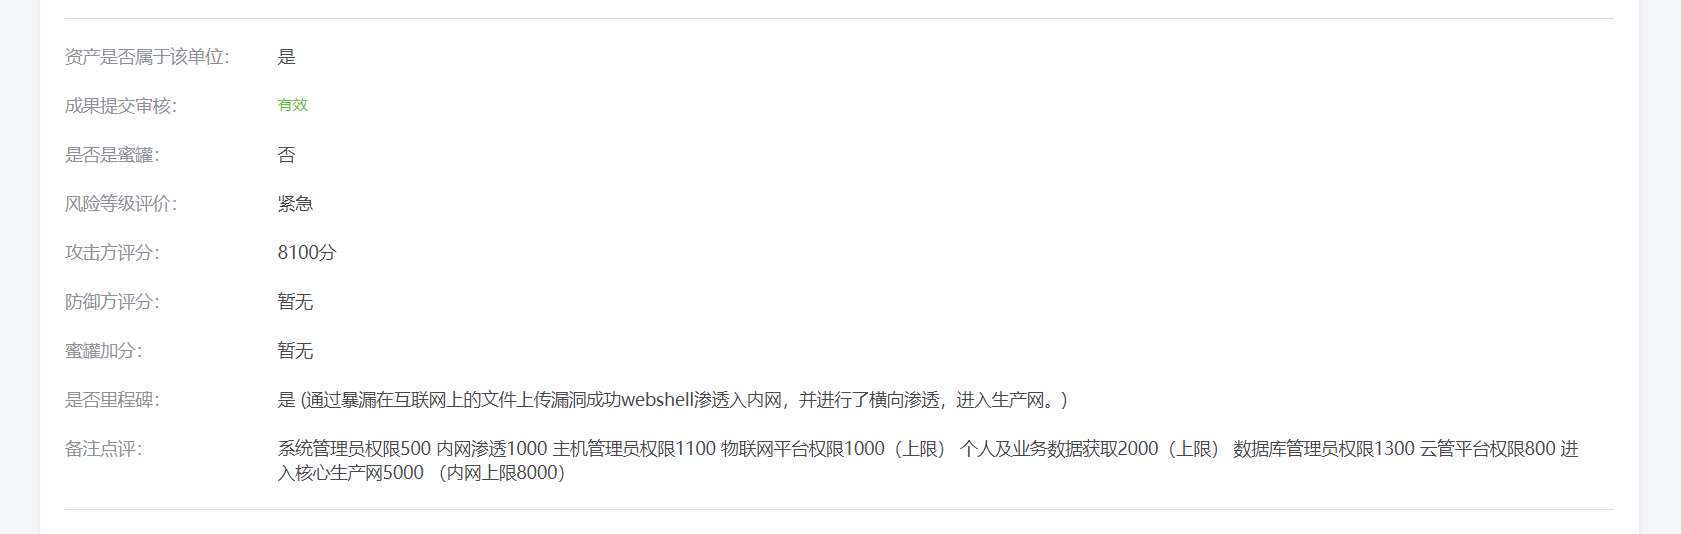 资产是否属于该单位： 是
成果提交审核： 有效
是否是蜜罐： 否
风险等级评价： 紧急
攻击方评分： 8100分
防御方评分： 暂无
蜜罐加分： 暂无
是否里程碑： 是 (通过暴漏在互联网上的文件上传漏洞成功webshell渗透入内网，并进行了横向渗透，进入生产网。)
备注点评： 系统管理员权限500 内网渗透1000 主机管理员权限1100 物联网平台权限1000（上限） 个人及业务数据获取2000（上限） 数据库管理员权限1300 云管平台权限800 进
入核心生产网5000 （内网上限8000）